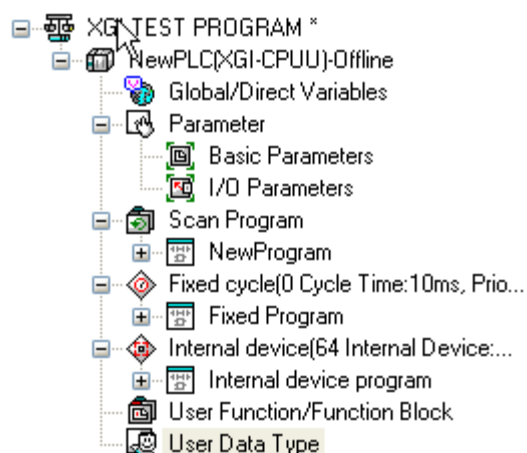 XGI TEST PROGRAM *
NewPLC(XGI-CPUU)-Offline
Global/Direct Variables
Parameter
Basic Parameters
I/O Parameters
Scan Program
NewProgram
Fixed cycle(0 Cycle Time:10ms, Prio...
Fixed Program
Internal device(64 Internal Device:...
Internal device program
User Function/Function Block
User Data Type